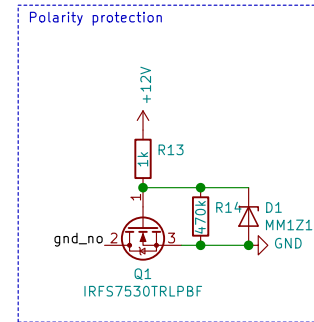 Polarity protection
+12V
1k
R13
1
470k
R14
D1
MM1Z1
gnd_no
2
3
GND
Q1
IRFS7530TRLPBF